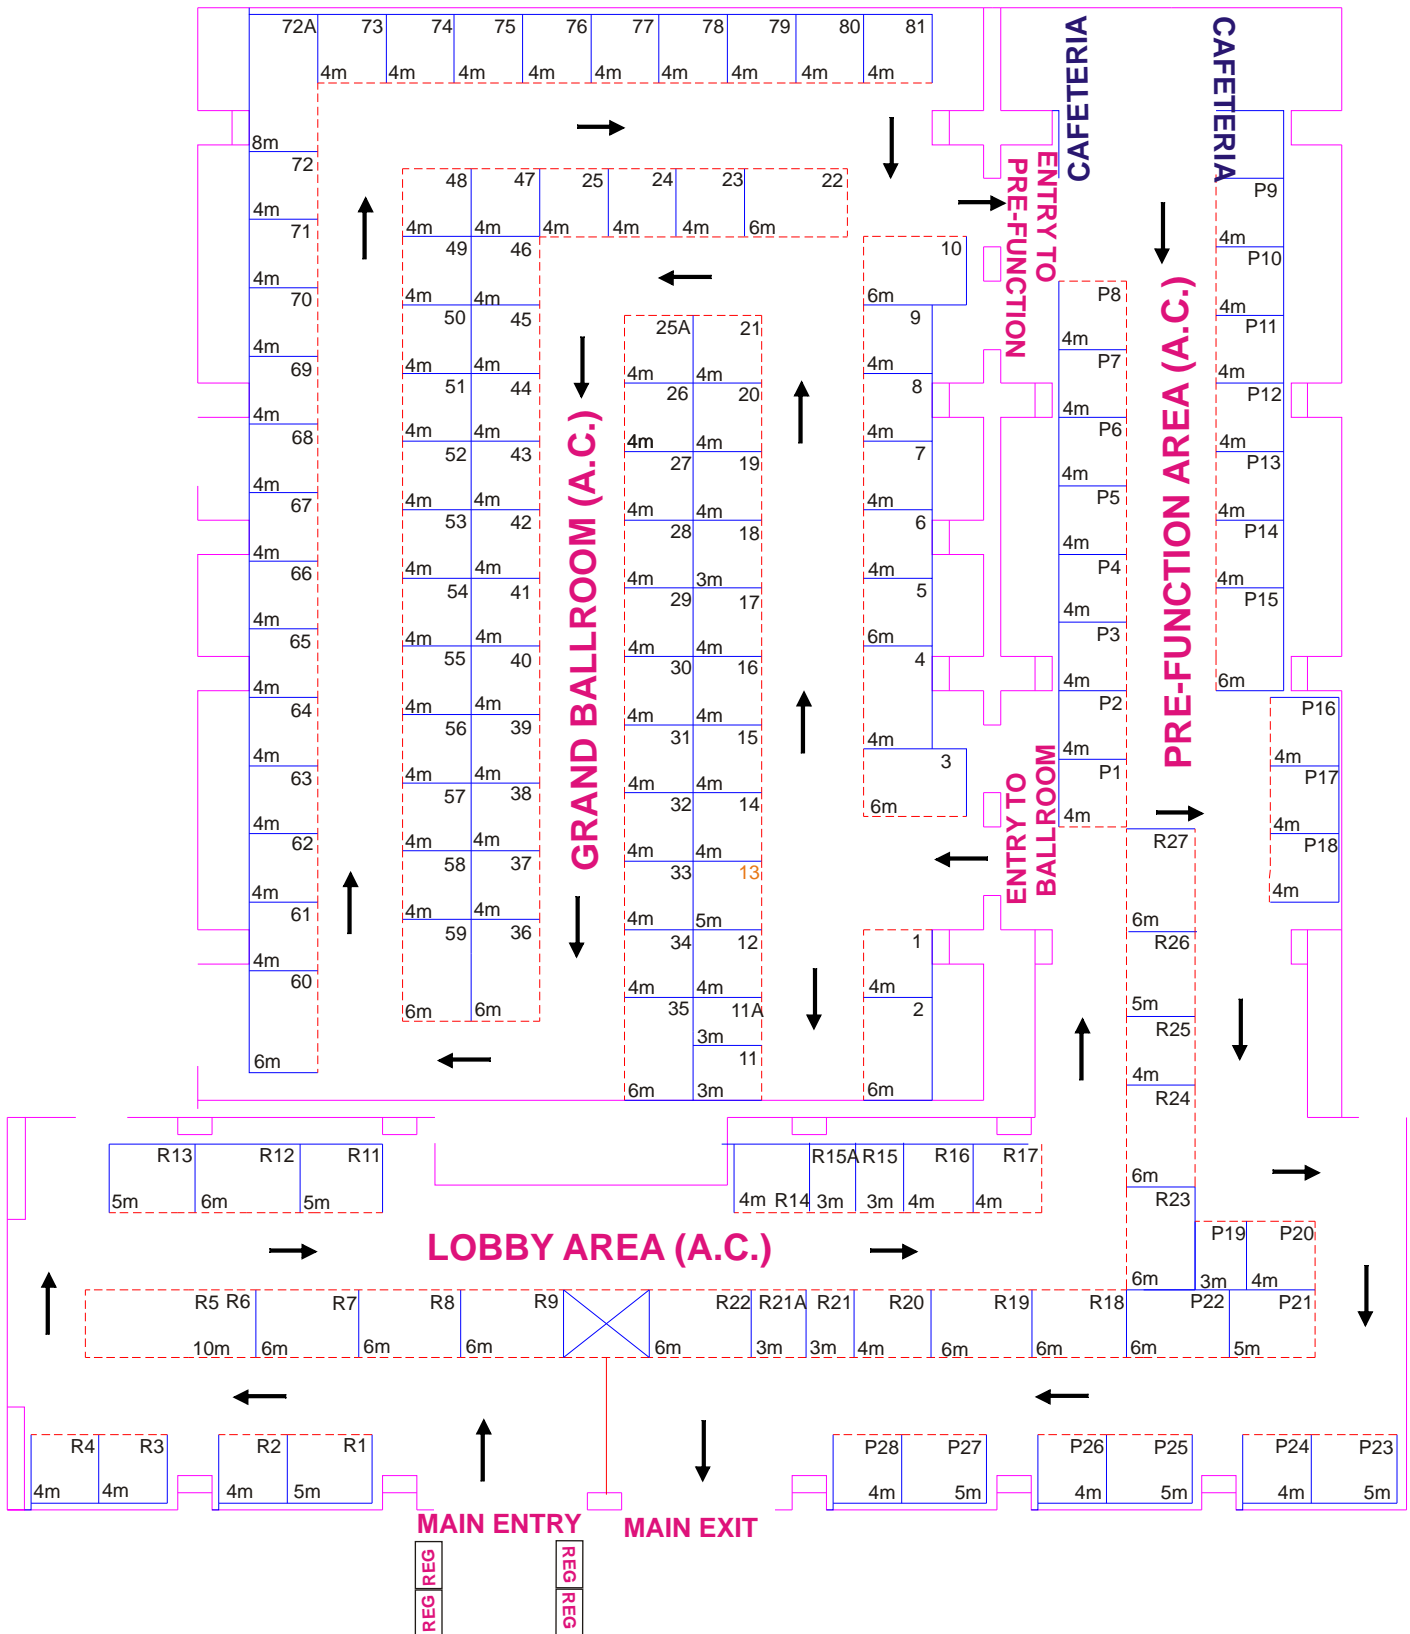 72A 73 74 75 76 77 78 79 80 81
4m 4m 4m 4m 4m 4m 4m 4m 4m
8m
72
4m
71
4m
70
4m
69
4m
68
4m
67
4m
66
4m
65
4m
64
4m
63
4m
62
4m
61
4m
60
6m
48 47 25 24 23 22
4m 4m 4m 4m 4m 6m
49 46
4m 4m
50 45
4m 4m
51 44
4m 4m
52 43
4m 4m
53 42
4m 4m
54 41
4m 4m
55 40
4m 4m
56 39
4m 4m
57 38
4m 4m
58 37
4m 4m
59 36
6m 6m
GRAND BALLROOM (A.C.)
25A 21
4m 4m
26 20
4m 4m
27 19
4m 4m
28 18
4m 3m
29 17
4m 4m
30 16
4m 4m
31 15
4m 4m
32 14
4m 4m
33 13
4m 5m
34 12
4m 4m
35 11A
3m
11
6m 3m
10
6m
9
4m
8
4m
7
4m
6
4m
5
6m
4
4m
3
6m
1
4m
2
6m
ENTRY TO
PRE-FUNCTION
ENTRY TO
BALLROOM
CAFETERIA
CAFETERIA
PRE-FUNCTION AREA (A.C.)
P8
4m
P7
4m
P6
4m
P5
4m
P4
4m
P3
4m
P2
4m
P1
4m
P9
4m
P10
4m
P11
4m
P12
4m
P13
4m
P14
4m
P15
6m
P16
4m
P17
4m
P18
4m
R27
6m
R26
5m
R25
4m
R24
6m
R23
6m
P19 P20
3m 4m
R13 R12 R11
5m 6m 5m
R14 R15A R15 R16 R17
4m 3m 3m 4m 4m
LOBBY AREA (A.C.)
R5 R6 R7 R8 R9 R22 R21A R21 R20 R19 R18 P22 P21
10m 6m 6m 6m 6m 3m 3m 4m 6m 6m 6m 5m
R4 R3 R2 R1 P28 P27 P26 P25 P24 P23
4m 4m 4m 5m 4m 5m 4m 5m 4m 5m
MAIN ENTRY MAIN EXIT
REG REG
REG REG